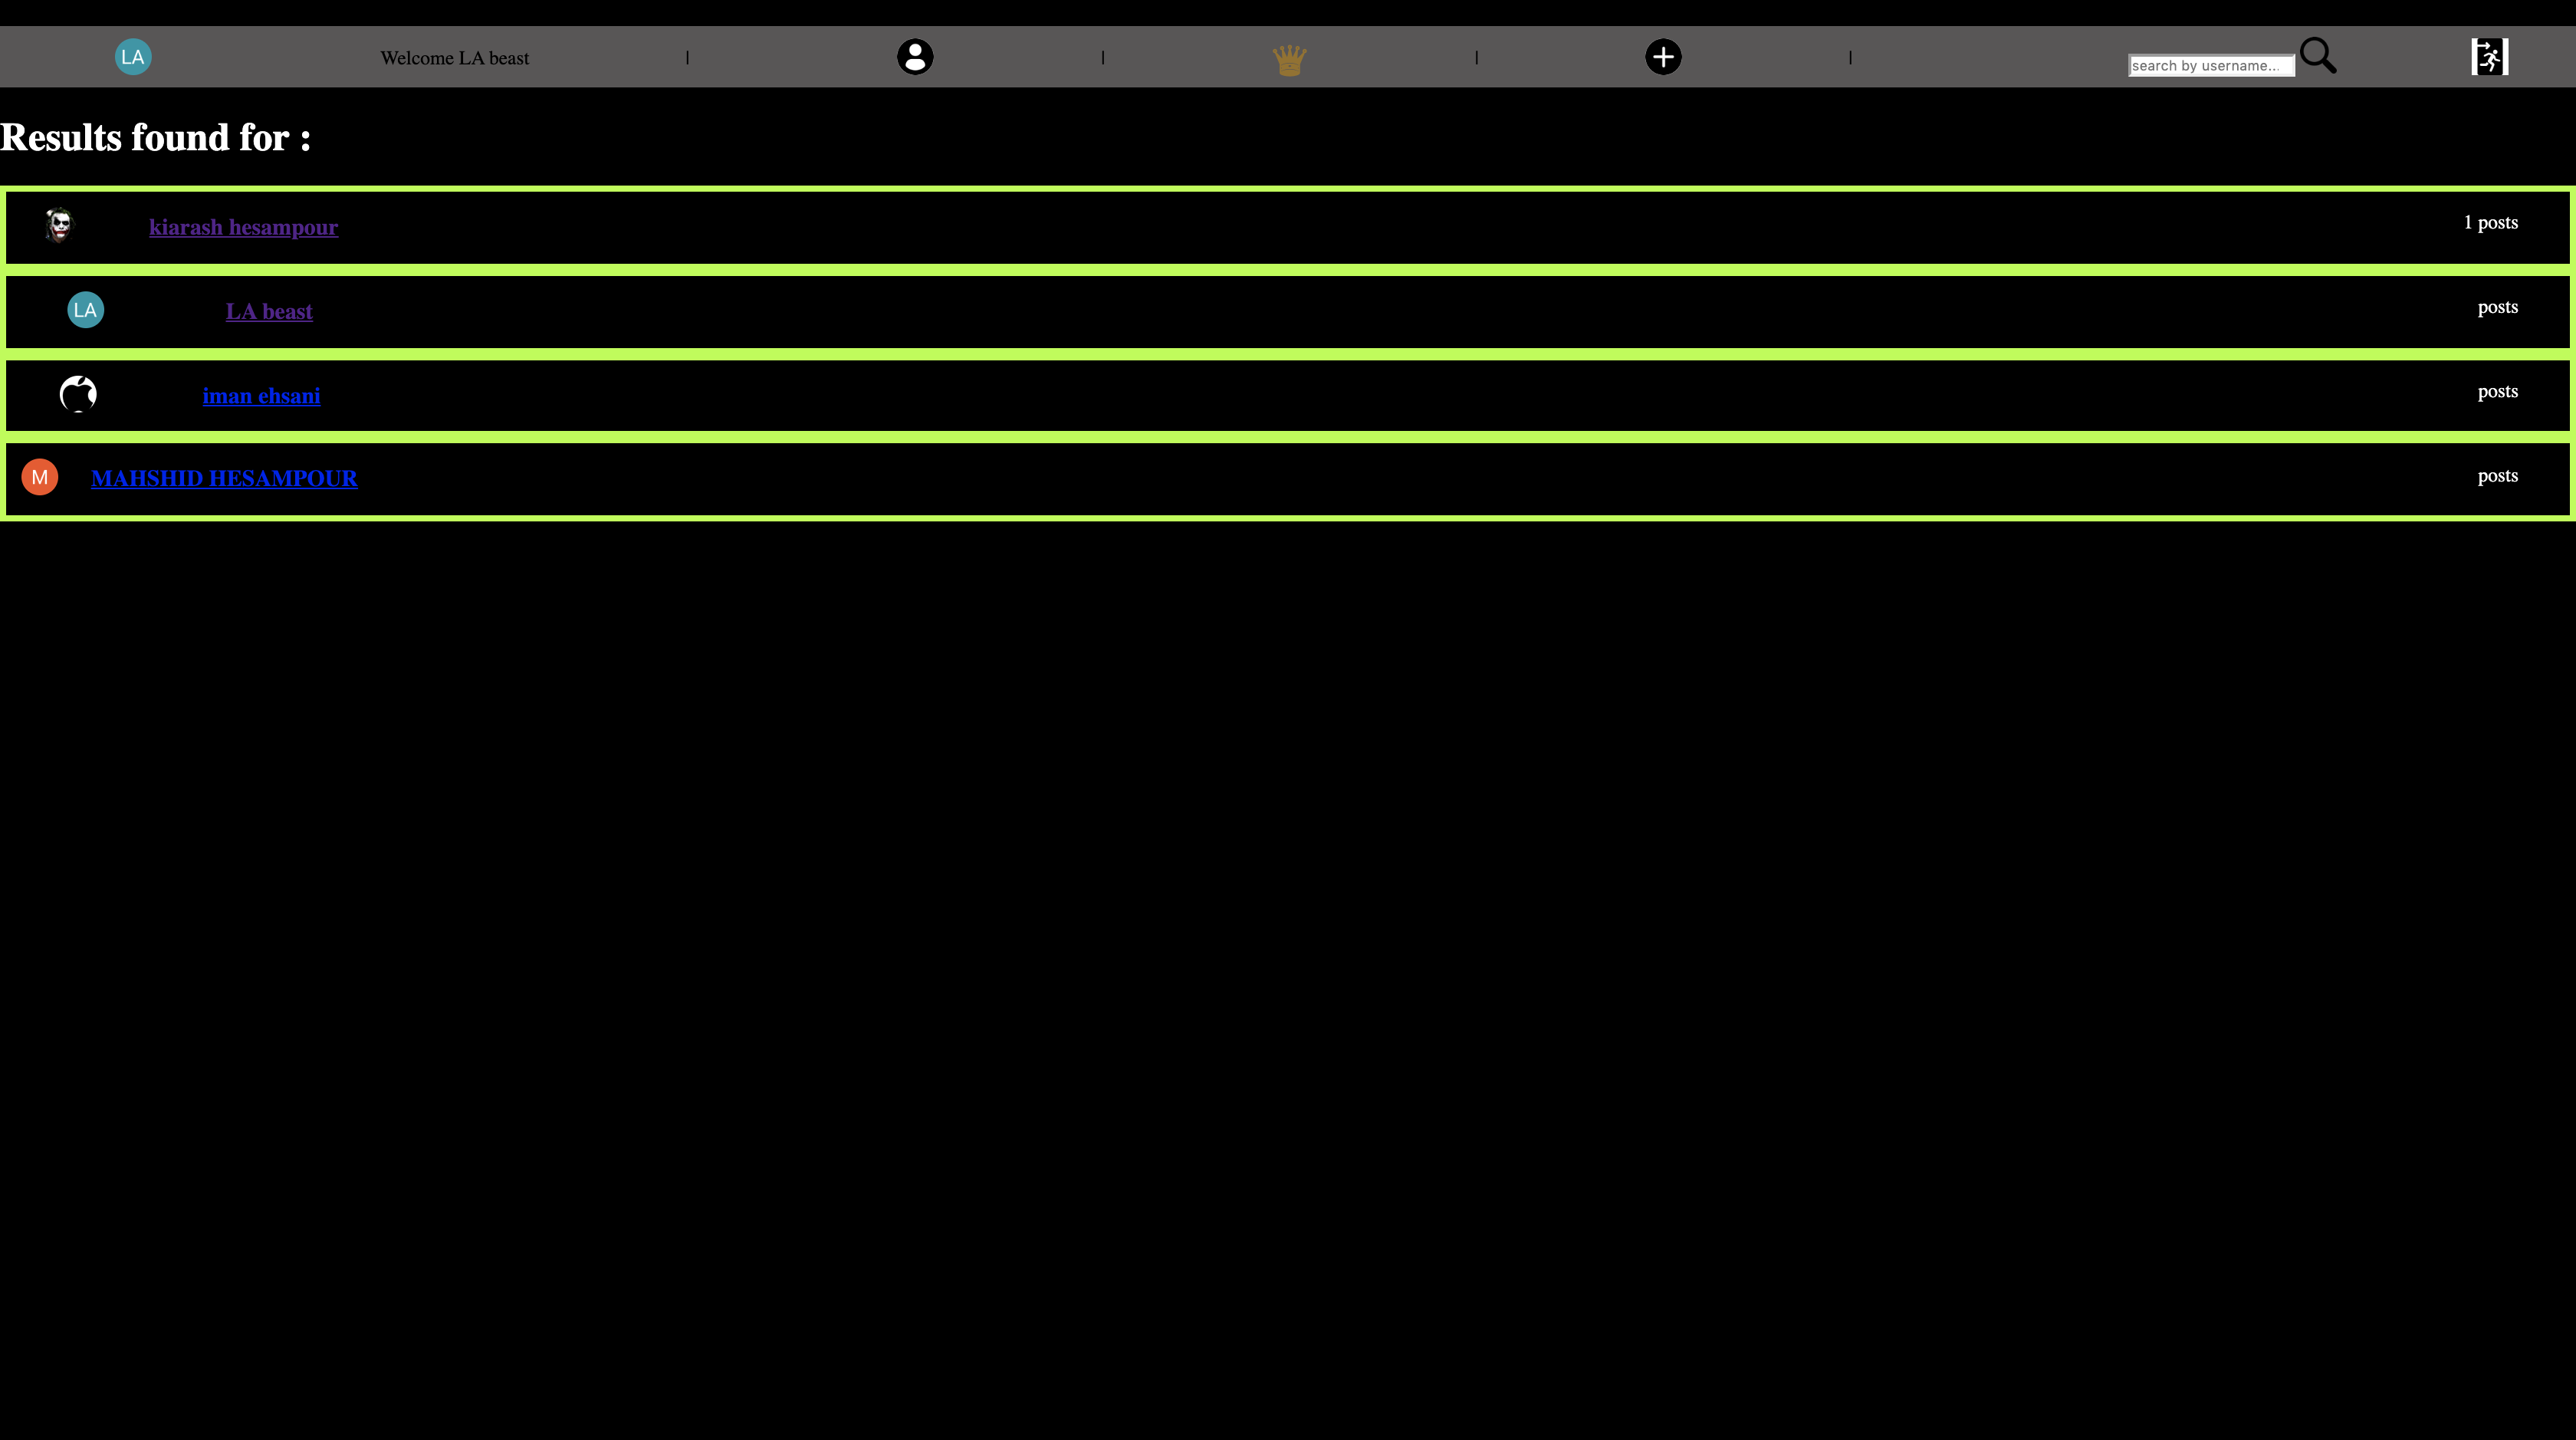 LA Welcome LA beast | | | | search by username...
Results found for :
kiarash hesampour 1 posts
LA LA beast posts
iman ehsani posts
M MAHSHID HESAMPOUR posts